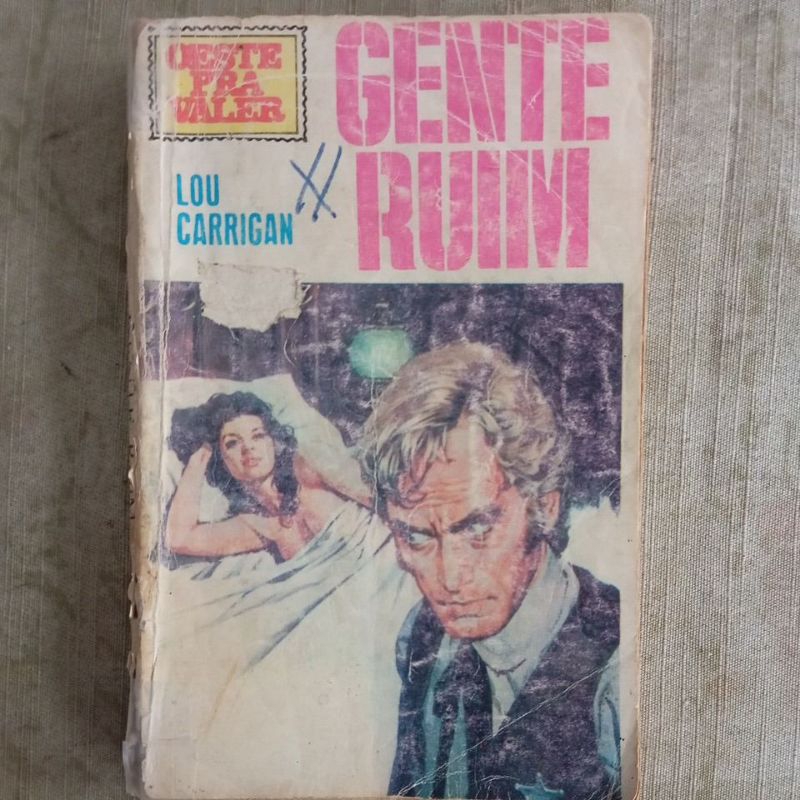 OESTE
PRA
VALER
GENTE
RUIM
LOU
CARRIGAN